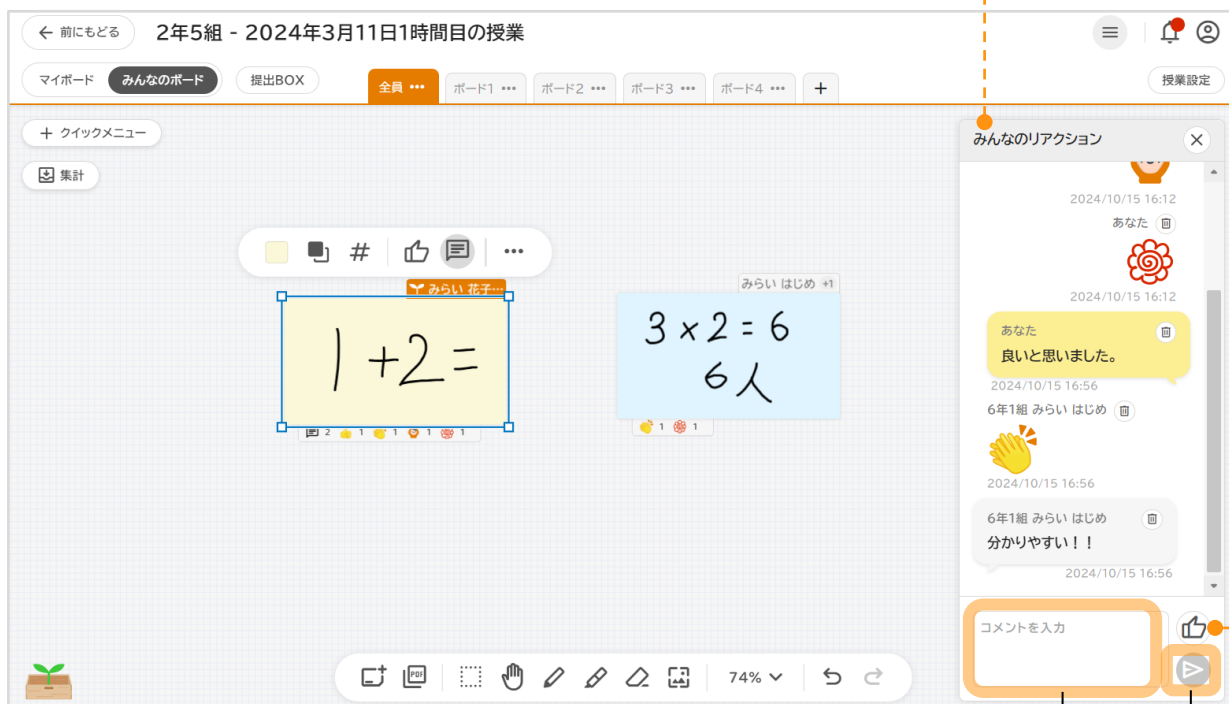 前にもどる
2年5組 - 2024年3月11日1時間目の授業
マイボード みんなのボード 提出BOX
全員 ボード1 ボード2 ボード3 ボード4 +
授業設定
+ クイックメニュー
集計
みらい 花子…
1+2=
2 1 1 1 1
みらい はじめ +1
3×2=6
6人
1 1
みんなのリアクション
2024/10/15 16:12
あなた
2024/10/15 16:12
あなた
良いと思いました。
2024/10/15 16:56
6年1組 みらい はじめ
2024/10/15 16:56
6年1組 みらい はじめ
分かりやすい！！
2024/10/15 16:56
コメントを入力
PDF
74%